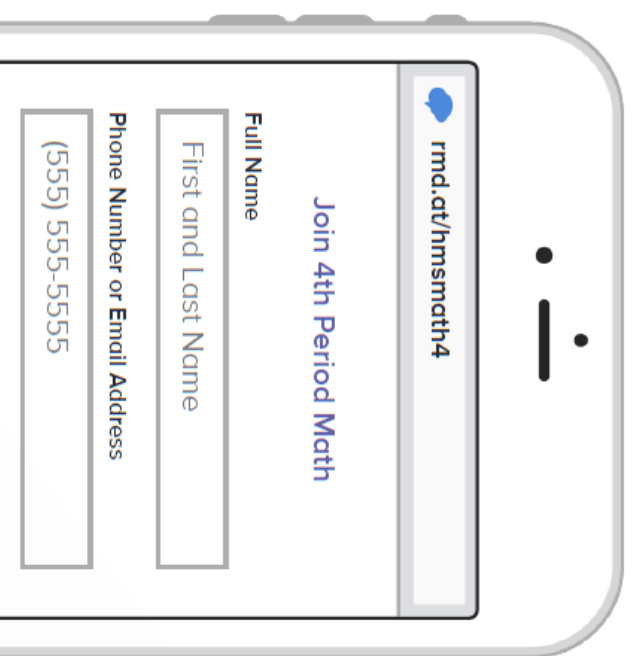 rmd.at/hmsmath4
Join 4th Period Math
Full Name
First and Last Name
Phone Number or Email Address
(555) 555-5555